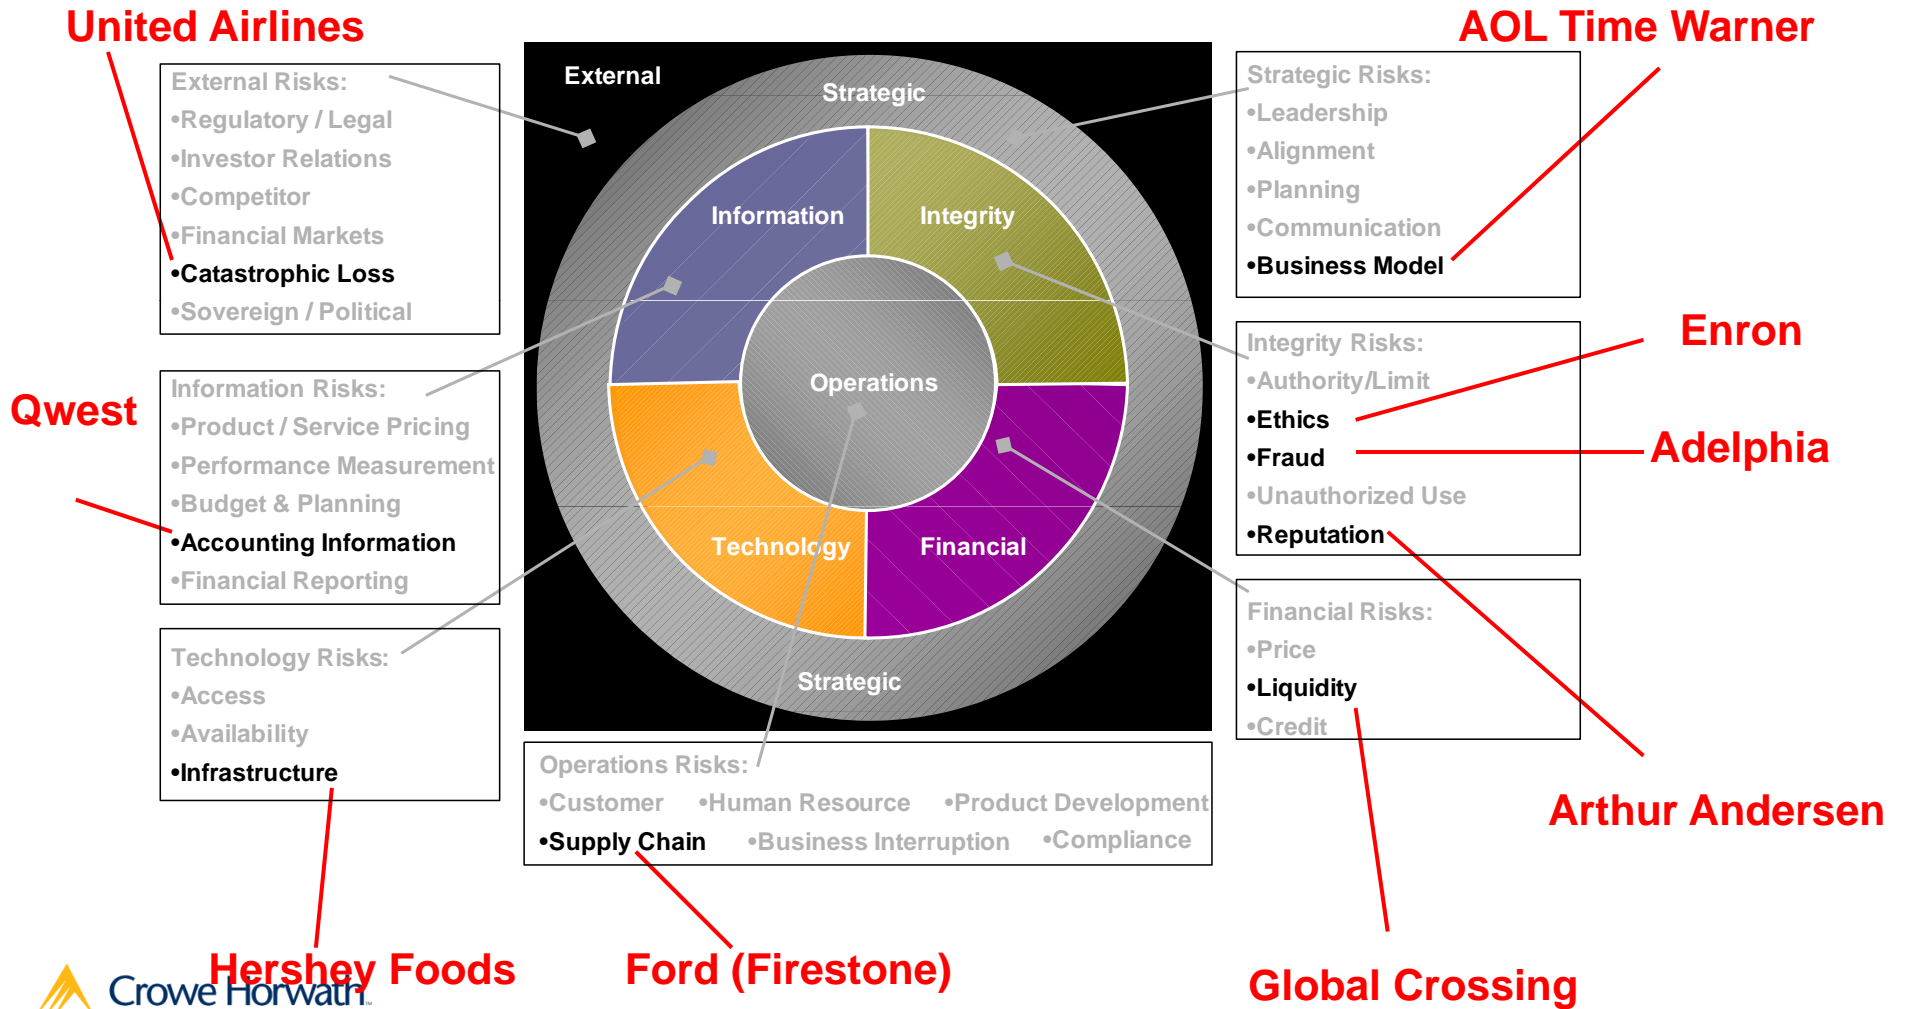 United Airlines
AOL Time Warner
External Risks:
•Regulatory / Legal
•Investor Relations
•Competitor
•Financial Markets
•Catastrophic Loss
•Sovereign / Political
External
Strategic
Information
Integrity
Operations
Technology
Financial
Strategic
Strategic Risks:
•Leadership
•Alignment
•Planning
•Communication
•Business Model
Enron
Integrity Risks:
•Authority/Limit
•Ethics
•Fraud
•Unauthorized Use
•Reputation
Adelphia
Qwest
Information Risks:
•Product / Service Pricing
•Performance Measurement
•Budget & Planning
•Accounting Information
•Financial Reporting
Financial Risks:
•Price
•Liquidity
•Credit
Technology Risks:
•Access
•Availability
•Infrastructure
Operations Risks:
•Customer •Human Resource •Product Development
•Supply Chain •Business Interruption •Compliance
Arthur Andersen
Hershey Foods
Ford (Firestone)
Global Crossing
Crowe Horwath™